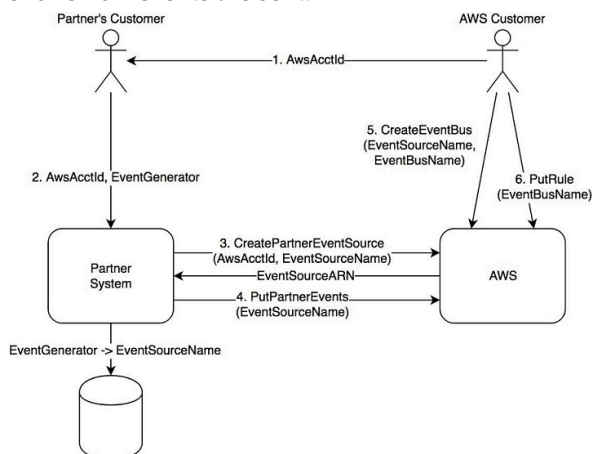 Partner's Customer
AWS Customer
1. AwsAcctId
5. CreateEventBus
(EventSourceName,
EventBusName)
2. AwsAcctId, EventGenerator
6. PutRule
(EventBusName)
3. CreatePartnerEventSource
(AwsAcctId, EventSourceName)
Partner
System
EventSourceARN
AWS
4. PutPartnerEvents
(EventSourceName)
EventGenerator -> EventSourceName